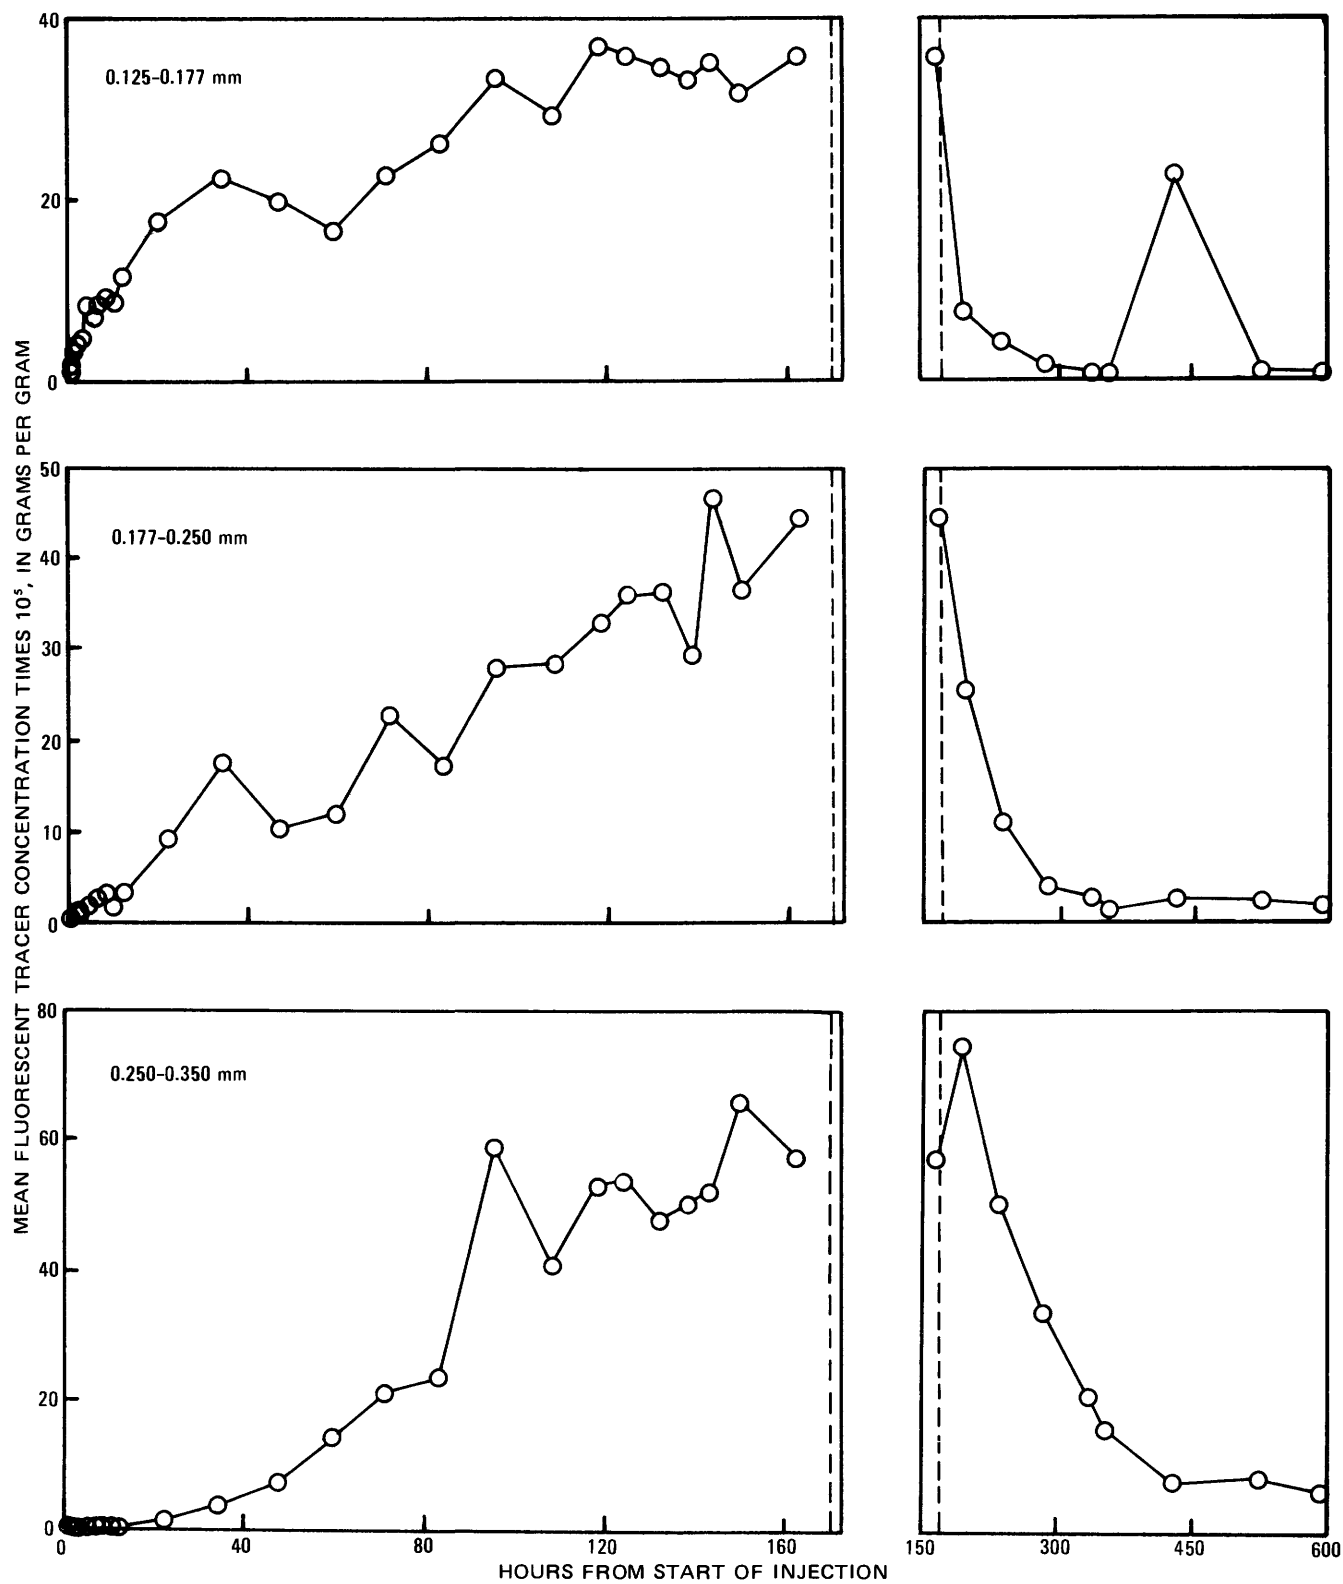 MEAN FLUORESCENT TRACER CONCENTRATION TIMES 10⁵, IN GRAMS PER GRAM
40
0.125–0.177 mm
20
0
50
0.177–0.250 mm
40
30
20
10
0
80
0.250–0.350 mm
60
40
20
0
0 40 80 120 160 150 300 450 600
HOURS FROM START OF INJECTION